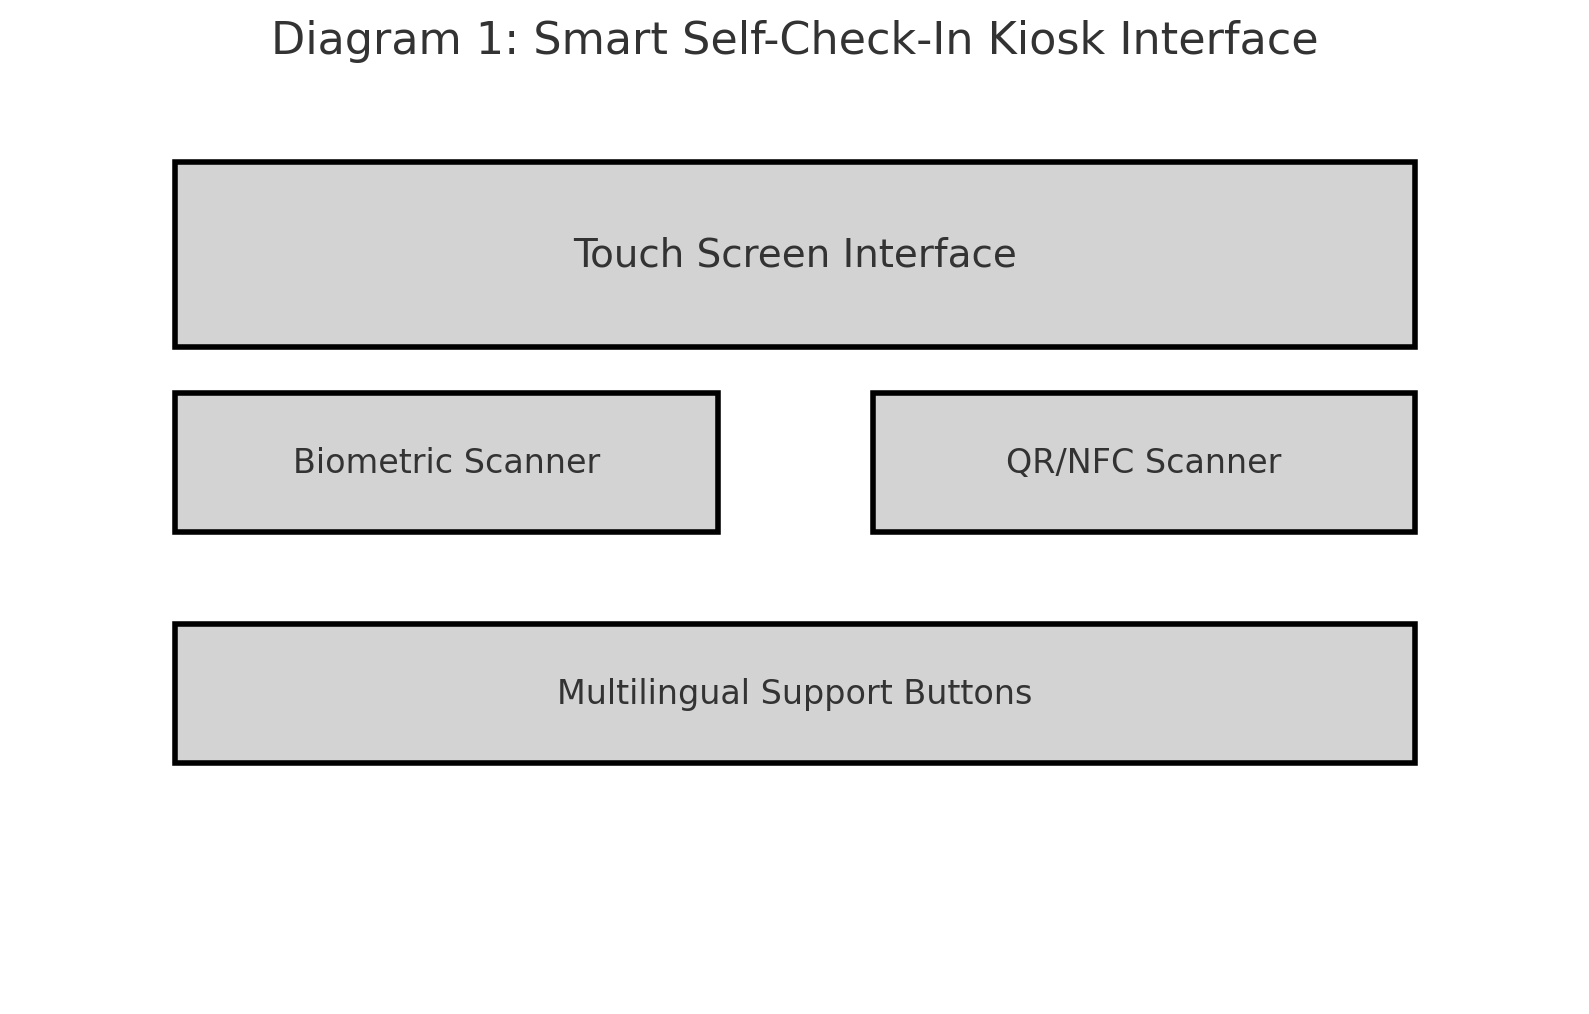 Diagram 1: Smart Self-Check-In Kiosk Interface
Touch Screen Interface
Biometric Scanner
QR/NFC Scanner
Multilingual Support Buttons